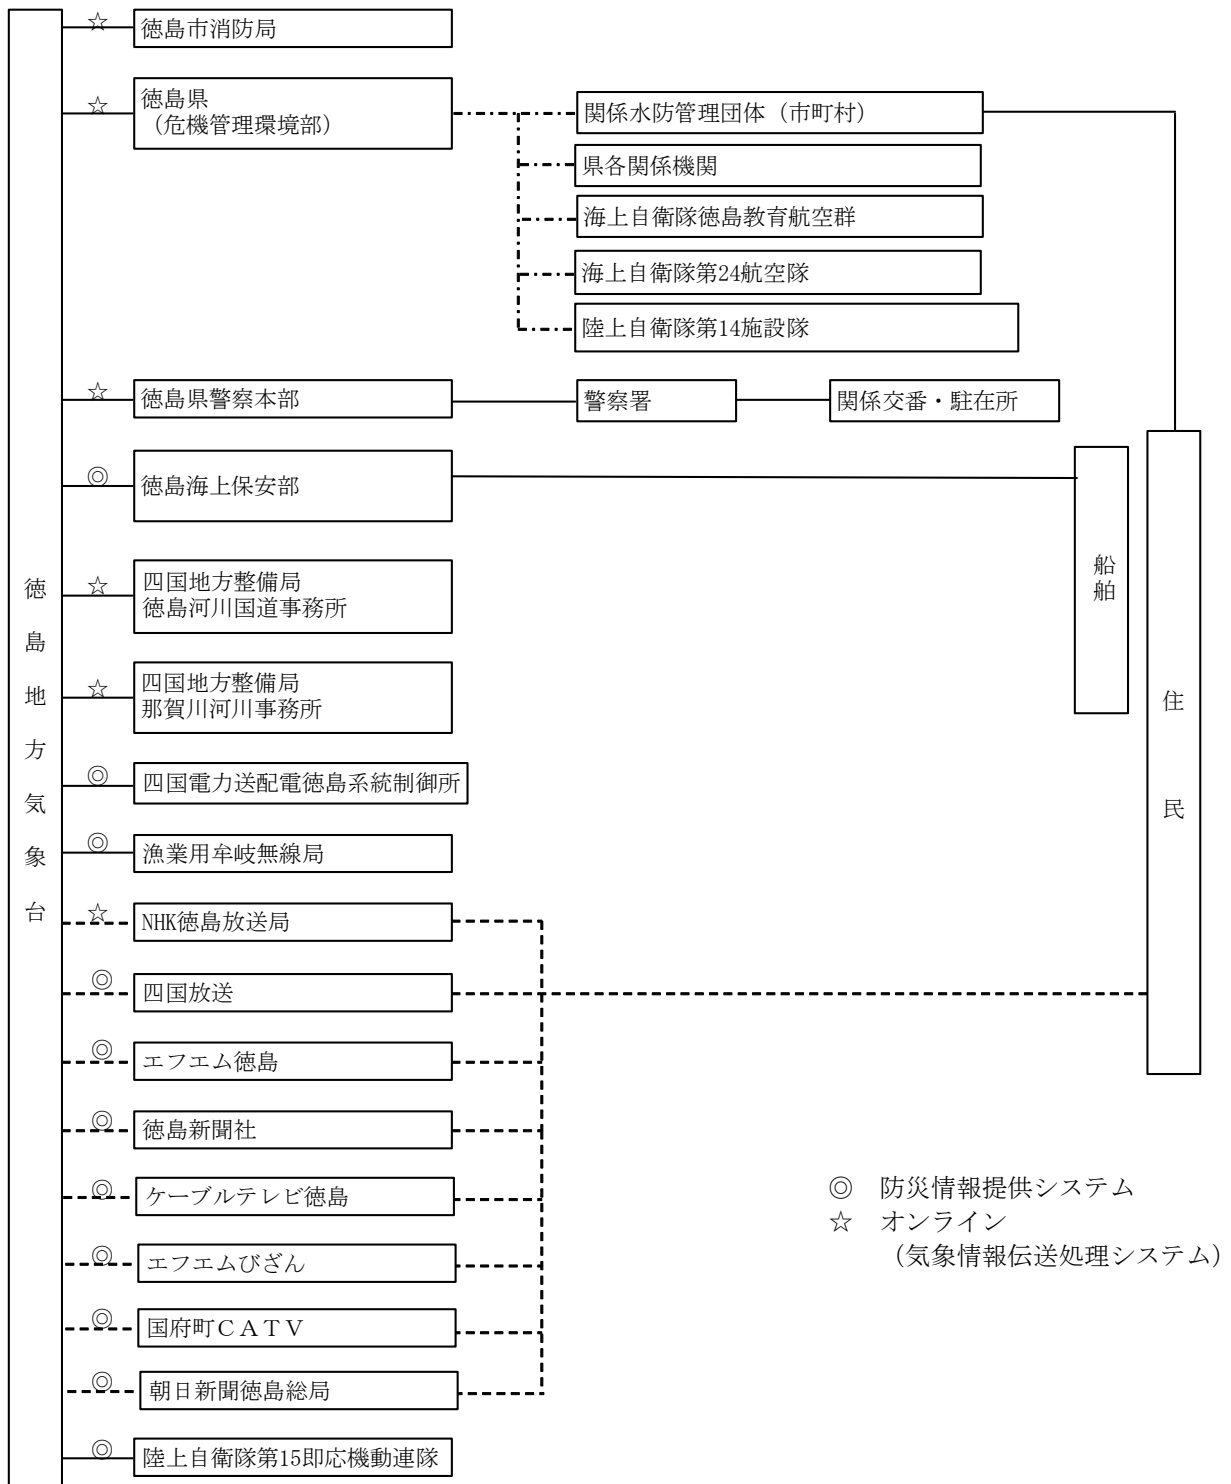 ☆ 徳島市消防局
☆ 徳島県
（危機管理環境部）
関係水防管理団体（市町村）
県各関係機関
海上自衛隊徳島教育航空群
海上自衛隊第24航空隊
陸上自衛隊第14施設隊
☆ 徳島県警察本部
警察署
関係交番・駐在所
◎ 徳島海上保安部
船舶
住民
徳島地方気象台
☆ 四国地方整備局
徳島河川国道事務所
☆ 四国地方整備局
那賀川河川事務所
◎ 四国電力送配電徳島系統制御所
◎ 漁業用牟岐無線局
☆ NHK徳島放送局
◎ 四国放送
◎ エフエム徳島
◎ 徳島新聞社
◎ ケーブルテレビ徳島
◎ エフエムびざん
◎ 国府町ＣＡＴＶ
◎ 朝日新聞徳島総局
◎ 陸上自衛隊第15即応機動連隊
◎ 防災情報提供システム
☆ オンライン
（気象情報伝送処理システム）